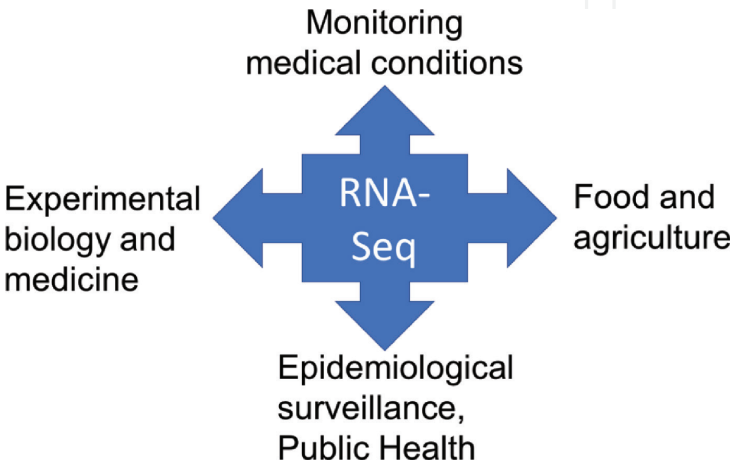 Monitoring
medical conditions
Experimental
biology and
medicine
RNA-
Seq
Food and
agriculture
Epidemiological
surveillance,
Public Health